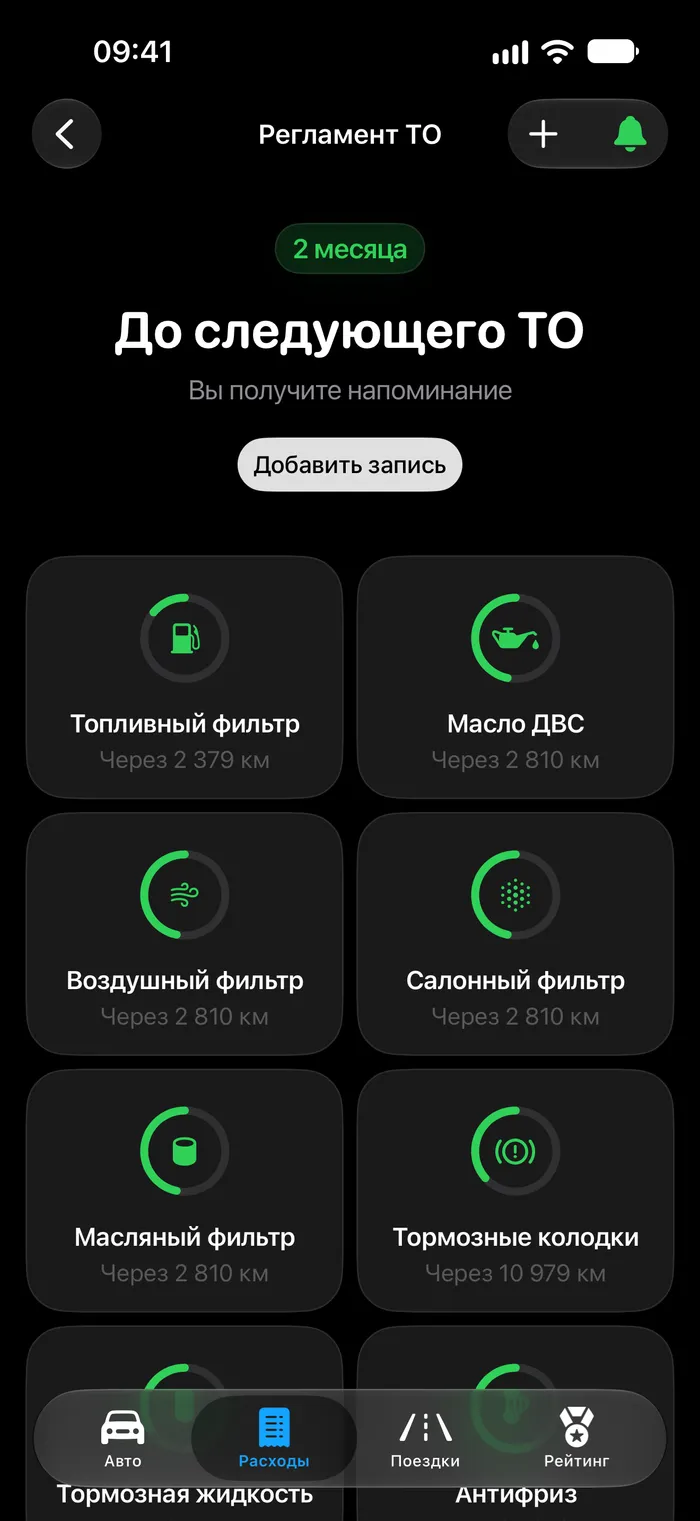 09:41
Регламент ТО
2 месяца
До следующего ТО
Вы получите напоминание
Добавить запись
Топливный фильтр
Через 2 379 км
Масло ДВС
Через 2 810 км
Воздушный фильтр
Через 2 810 км
Салонный фильтр
Через 2 810 км
Масляный фильтр
Через 2 810 км
Тормозные колодки
Через 10 979 км
Авто
Расходы
Поездки
Рейтинг
Тормозная жидкость
Антифриз